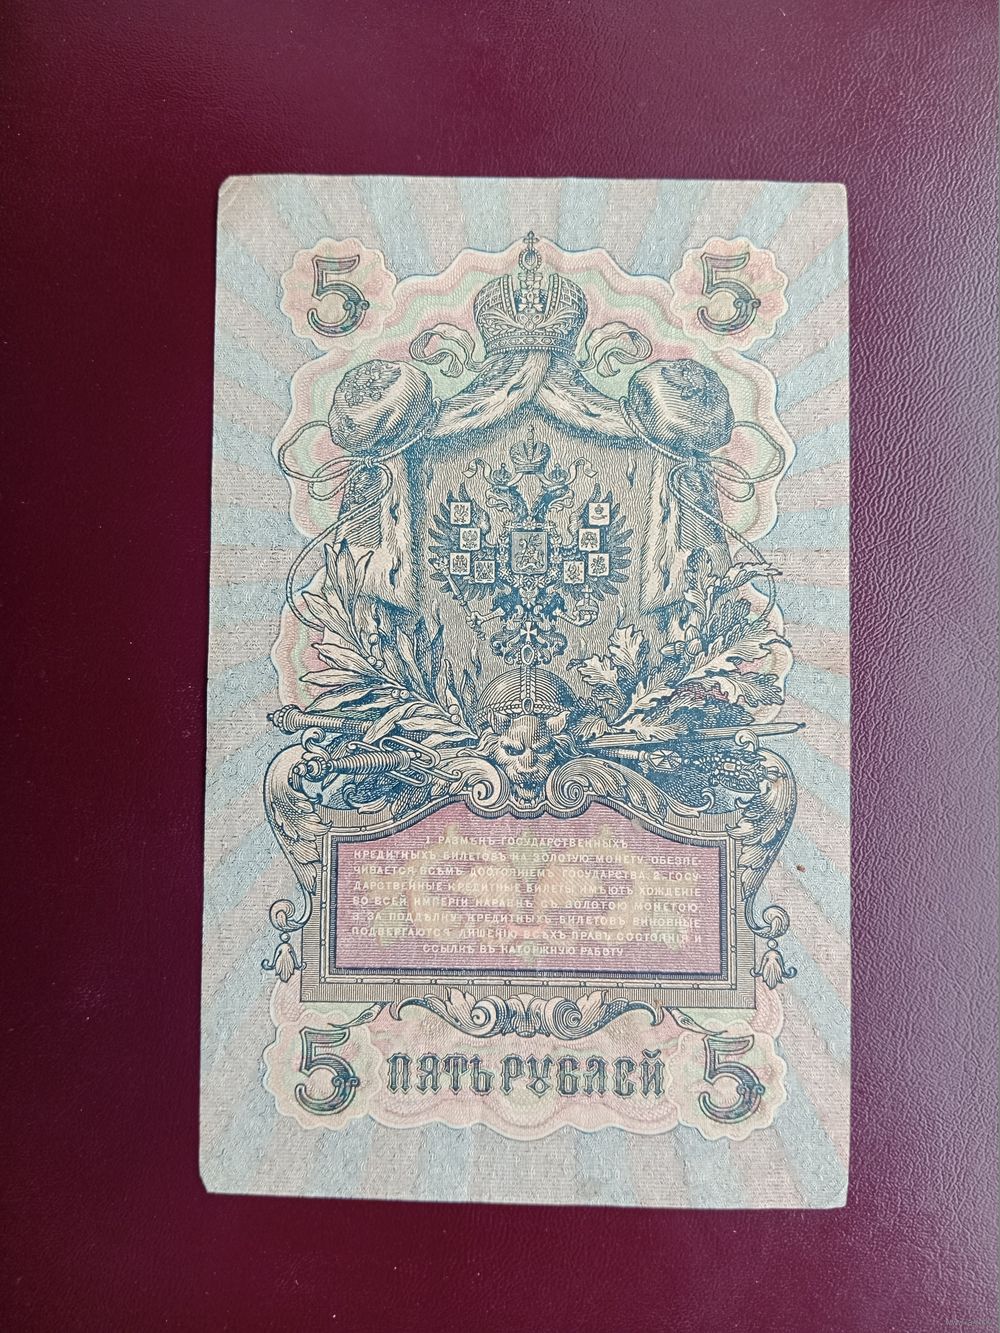 5 5
1. РАЗМѢНЪ ГОСУДАРСТВЕННЫХЪ
КРЕДИТНЫХЪ БИЛЕТОВЪ НА ЗОЛОТУЮ МОНЕТУ ОБЕЗПЕ-
ЧИВАЕТСЯ ВСѢМЪ ДОСТОЯНІЕМЪ ГОСУДАРСТВА. 2. ГОСУ-
ДАРСТВЕННЫЕ КРЕДИТНЫЕ БИЛЕТЫ ИМѢЮТЪ ХОЖДЕНІЕ
ВО ВСЕЙ ИМПЕРІИ НАРАВНѢ СЪ ЗОЛОТОЮ МОНЕТОЮ.
3. ЗА ПОДДѢЛКУ КРЕДИТНЫХЪ БИЛЕТОВЪ ВИНОВНЫЕ
ПОДВЕРГАЮТСЯ ЛИШЕНІЮ ВСѢХЪ ПРАВЪ СОСТОЯНІЯ И
ССЫЛКѢ ВЪ КАТОРЖНУЮ РАБОТУ
5 ПЯТЬ РУБЛЕЙ 5